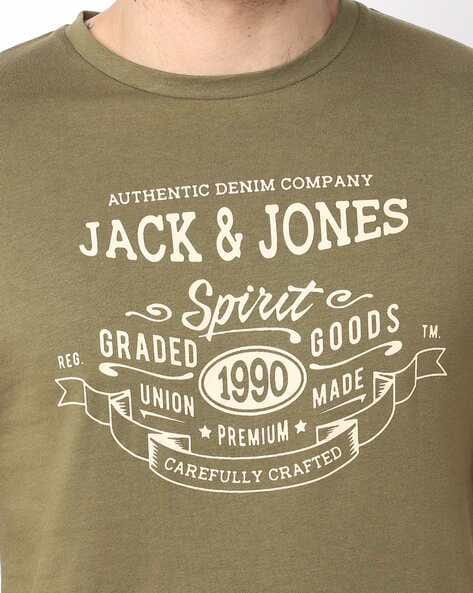 AUTHENTIC DENIM COMPANY
JACK & JONES
Spirit
GRADED GOODS
REG. TM.
UNION 1990 MADE
PREMIUM
CAREFULLY CRAFTED